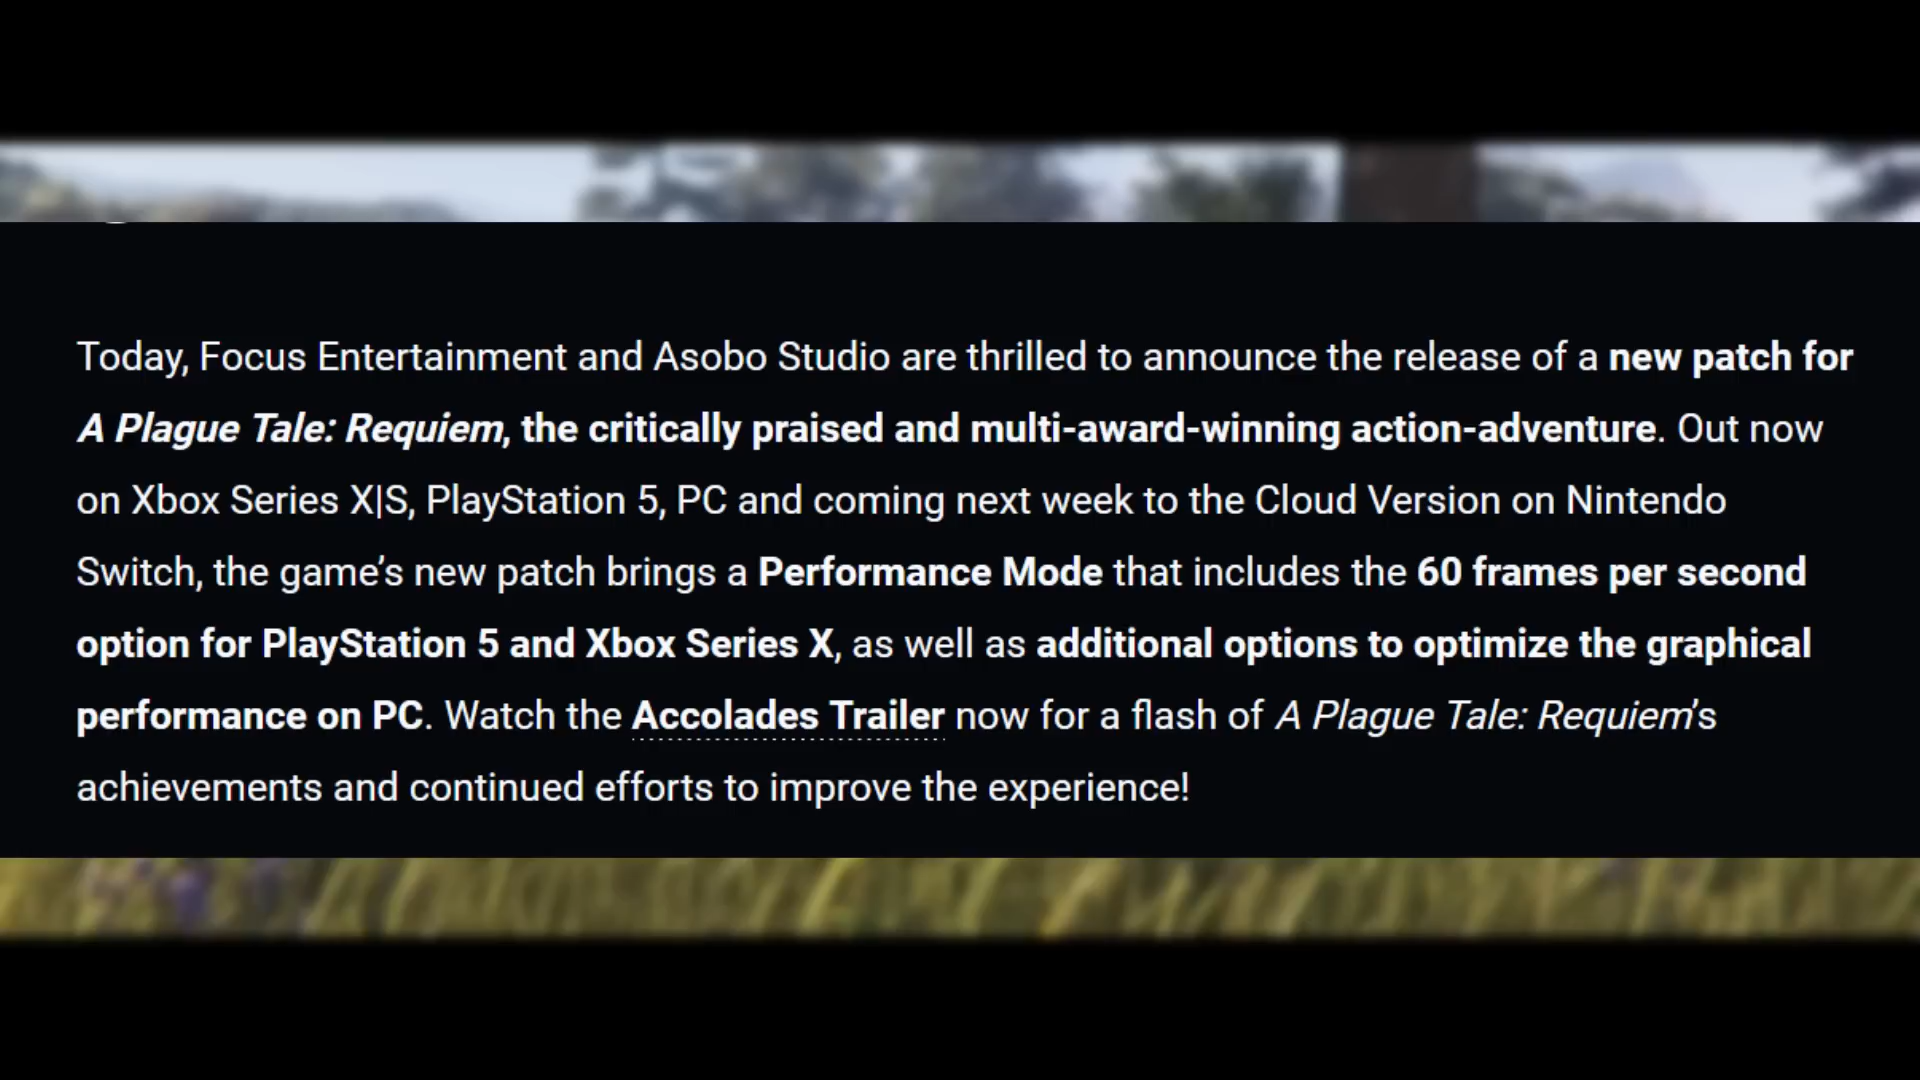 Today, Focus Entertainment and Asobo Studio are thrilled to announce the release of a new patch for
A Plague Tale: Requiem, the critically praised and multi-award-winning action-adventure. Out now
on Xbox Series X|S, PlayStation 5, PC and coming next week to the Cloud Version on Nintendo
Switch, the game’s new patch brings a Performance Mode that includes the 60 frames per second
option for PlayStation 5 and Xbox Series X, as well as additional options to optimize the graphical
performance on PC. Watch the Accolades Trailer now for a flash of A Plague Tale: Requiem’s
achievements and continued efforts to improve the experience!